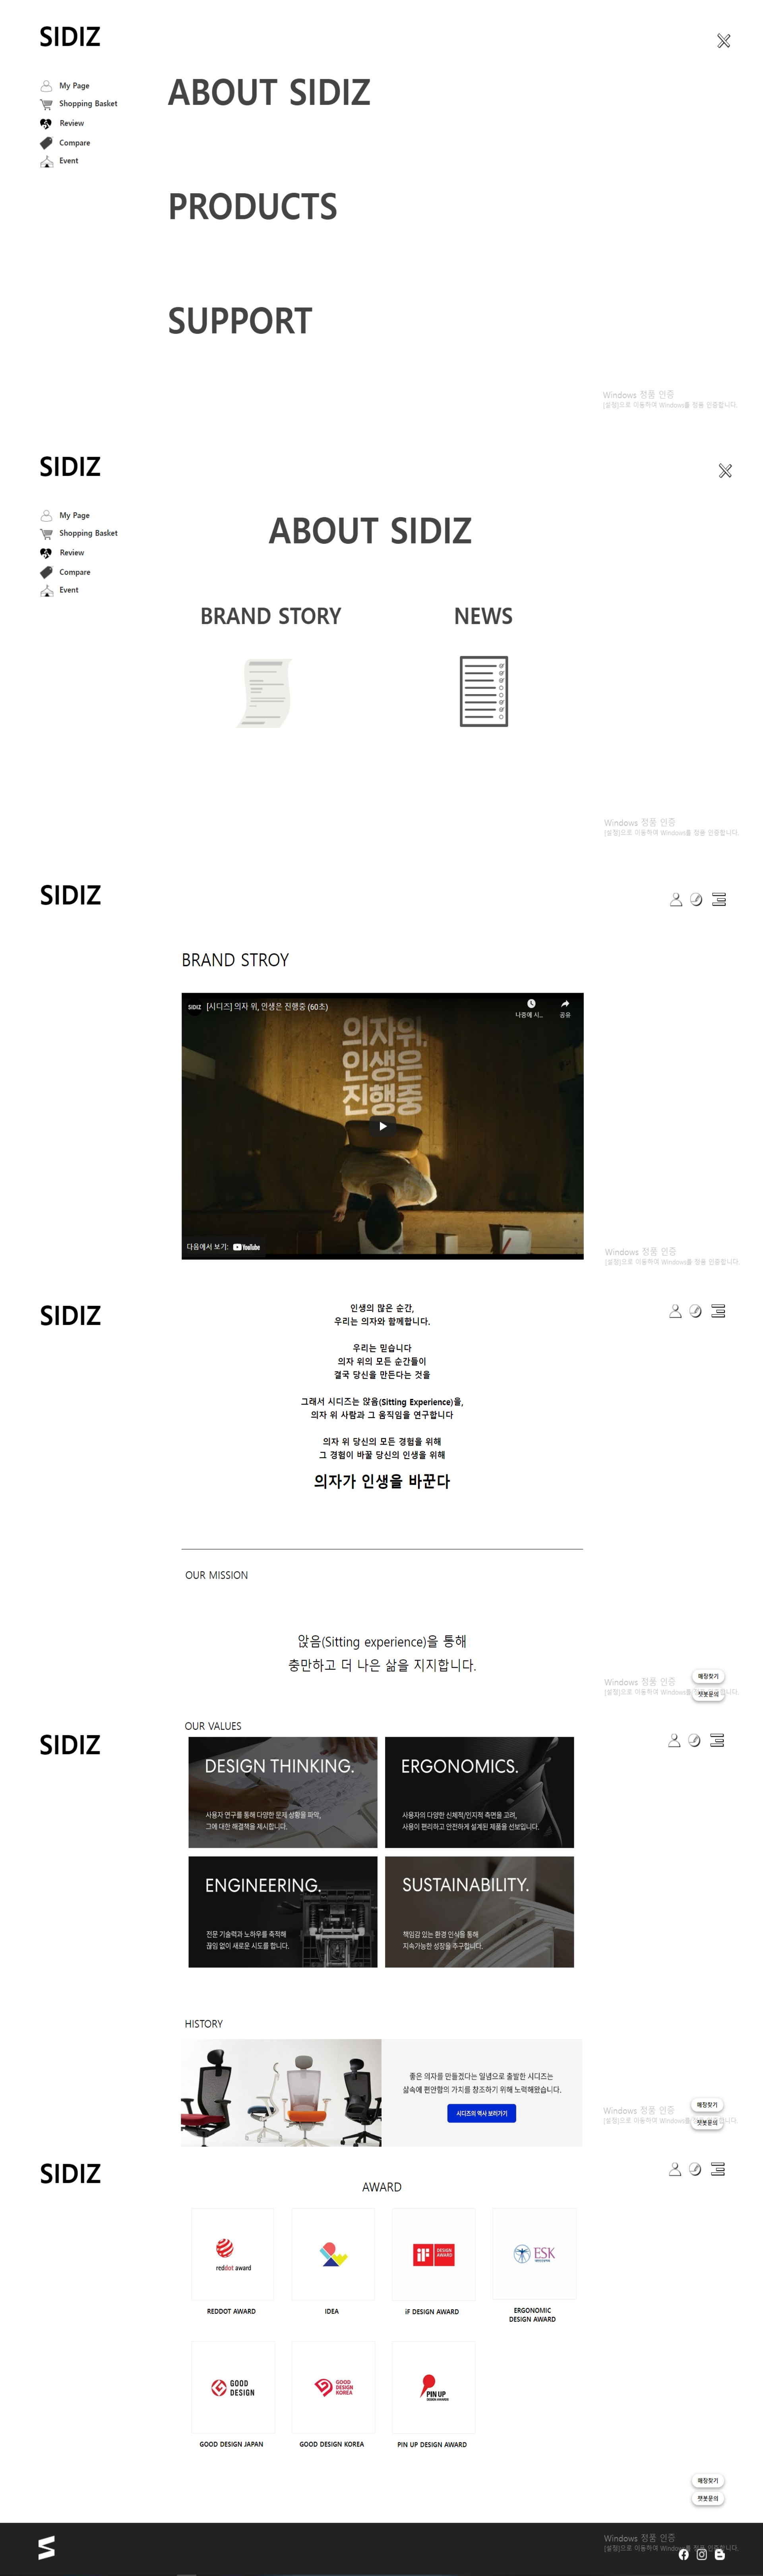 SIDIZ
My Page
Shopping Basket
Review
Compare
Event
ABOUT SIDIZ
PRODUCTS
SUPPORT
Windows 정품 인증
[설정]으로 이동하여 Windows를 정품 인증합니다.
SIDIZ
My Page
Shopping Basket
Review
Compare
Event
ABOUT SIDIZ
BRAND STORY
NEWS
Windows 정품 인증
[설정]으로 이동하여 Windows를 정품 인증합니다.
SIDIZ
BRAND STROY
SIDIZ
[시디즈] 의자 위, 인생은 진행중 (60초)
나중에 시...
공유
의자위.
인생은
진행중
다음에서 보기: YouTube
Windows 정품 인증
[설정]으로 이동하여 Windows를 정품 인증합니다.
SIDIZ
인생의 많은 순간,
우리는 의자와 함께합니다.
우리는 믿습니다
의자 위의 모든 순간들이
결국 당신을 만든다는 것을
그래서 시디즈는 앉음(Sitting Experience)을,
의자 위 사람과 그 움직임을 연구합니다
의자 위 당신의 모든 경험을 위해
그 경험이 바꿀 당신의 인생을 위해
의자가 인생을 바꾼다
OUR MISSION
앉음(Sitting experience)을 통해
충만하고 더 나은 삶을 지지합니다.
매장찾기
챗봇문의
Windows 정품 인증
[설정]으로 이동하여 Windows를 정품 인증합니다.
SIDIZ
OUR VALUES
DESIGN THINKING.
사용자 연구를 통해 다양한 문제 상황을 파악,
그에 대한 해결책을 제시합니다.
ERGONOMICS.
사용자의 다양한 신체적/인지적 측면을 고려,
사용이 편리하고 안전하게 설계된 제품을 선보입니다.
ENGINEERING.
전문 기술력과 노하우를 축적해
끊임 없이 새로운 시도를 합니다.
SUSTAINABILITY.
책임감 있는 환경 인식을 통해
지속가능한 성장을 추구합니다.
HISTORY
좋은 의자를 만들겠다는 일념으로 출발한 시디즈는
삶속에 편안함의 가치를 창조하기 위해 노력해왔습니다.
시디즈의 역사 보러가기
매장찾기
챗봇문의
Windows 정품 인증
[설정]으로 이동하여 Windows를 정품 인증합니다.
SIDIZ
AWARD
reddot award
REDDOT AWARD
IDEA
iF DESIGN AWARD
iF DESIGN AWARD
ESK
ERGONOMIC
DESIGN AWARD
GOOD DESIGN
GOOD DESIGN JAPAN
GOOD DESIGN KOREA
GOOD DESIGN KOREA
PIN UP
DESIGN AWARDS
PIN UP DESIGN AWARD
매장찾기
챗봇문의
Windows 정품 인증
[설정]으로 이동하여 Windows를 정품 인증합니다.